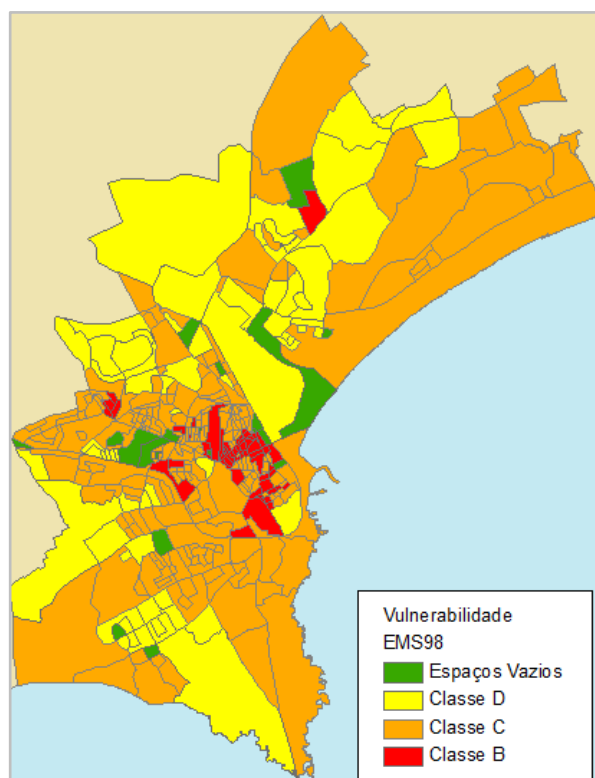 Vulnerabilidade
EMS98
Espaços Vazios
Classe D
Classe C
Classe B